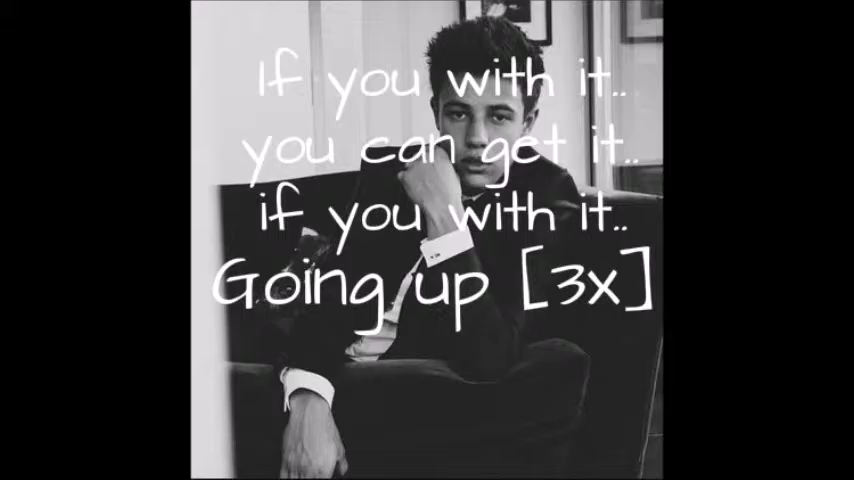 If you with it..
you can get it..
if you with it..
Going up [3x]